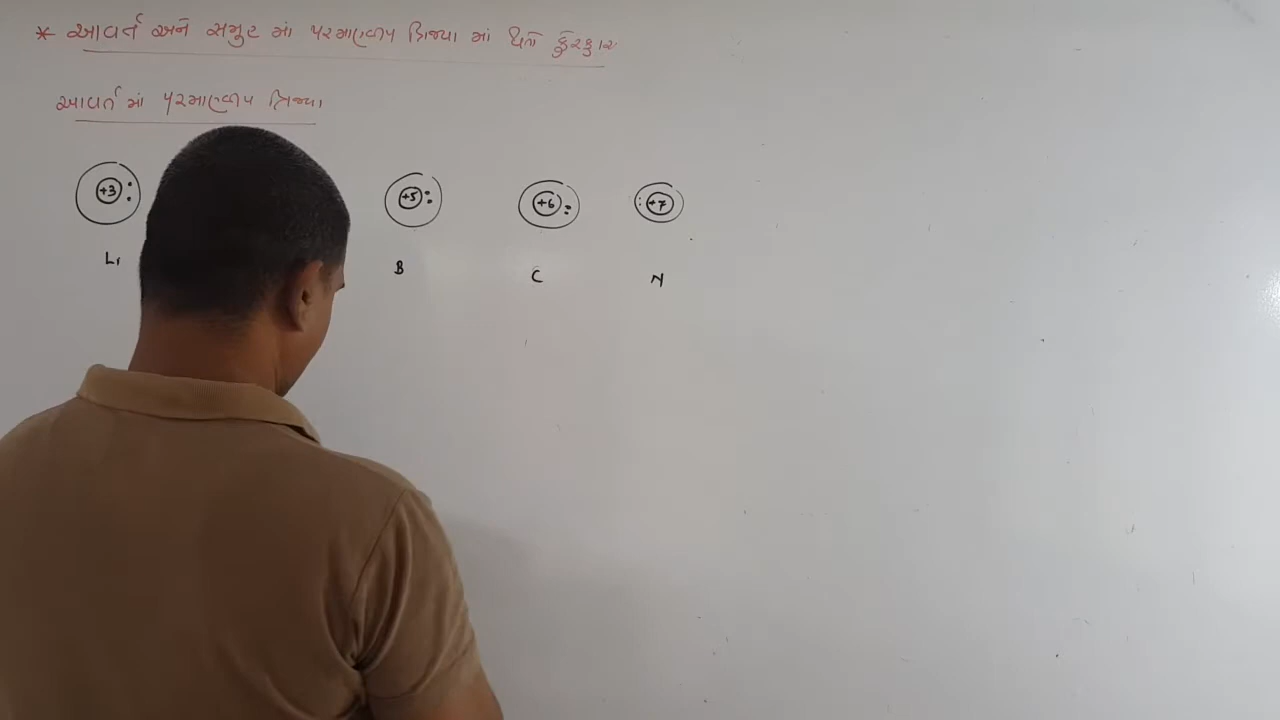 * આવર્ત અને સમુહ માં પરમાણ્વીય ત્રિજ્યા માં થતો ફેરફાર
આવર્ત માં પરમાણ્વીય ત્રિજ્યા
+3 : +5 : +6 : : +7
Li B C N